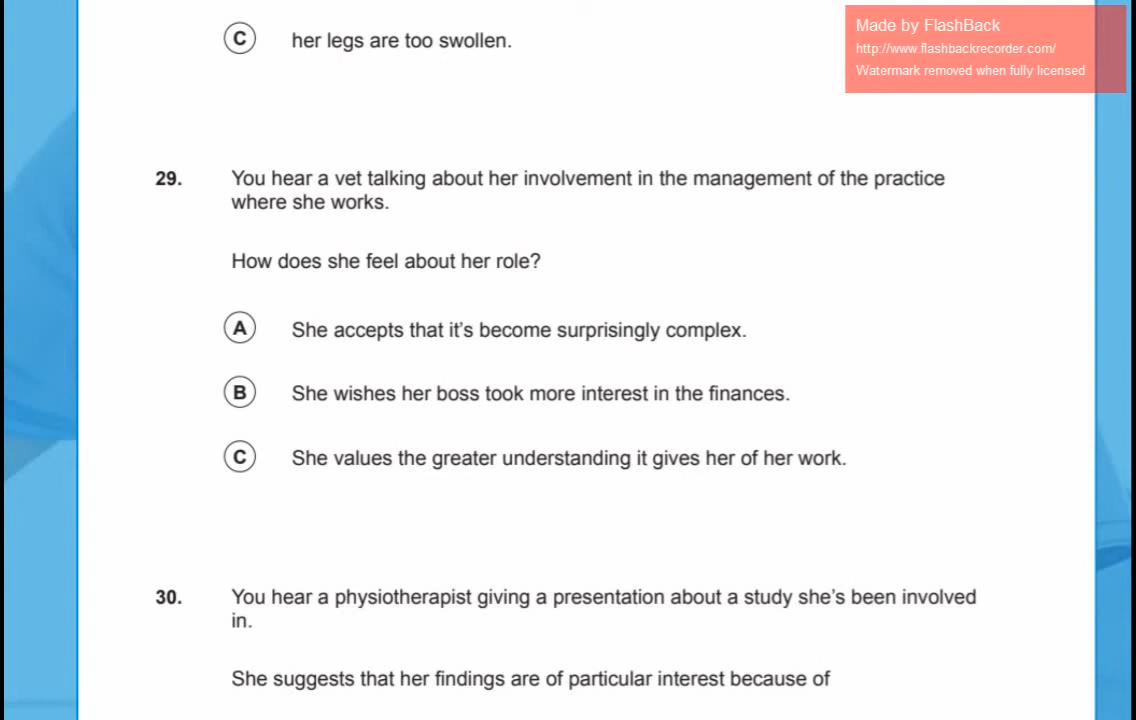 C her legs are too swollen.
Made by FlashBack
http://www.flashbackrecorder.com/
Watermark removed when fully licensed
29. You hear a vet talking about her involvement in the management of the practice
where she works.
How does she feel about her role?
A She accepts that it's become surprisingly complex.
B She wishes her boss took more interest in the finances.
C She values the greater understanding it gives her of her work.
30. You hear a physiotherapist giving a presentation about a study she's been involved
in.
She suggests that her findings are of particular interest because of